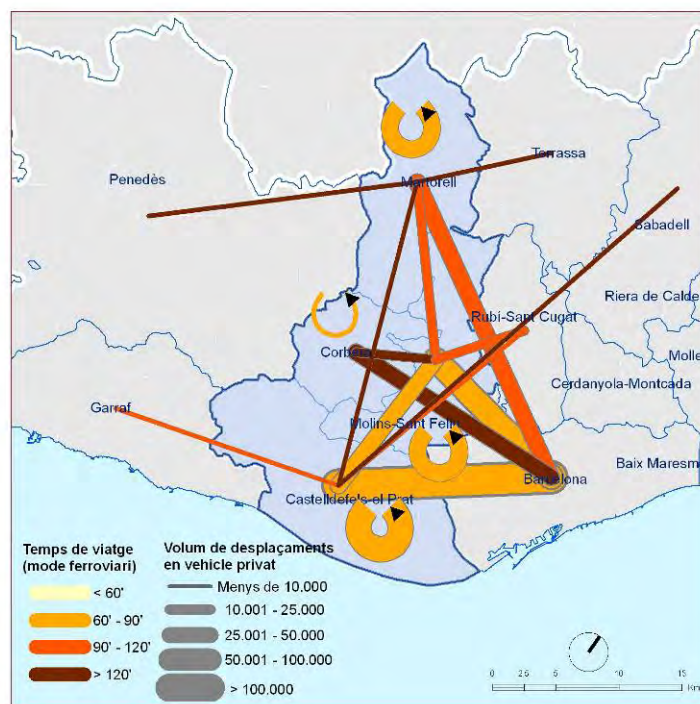 Terrassa
Penedès
Martorell
Sabadell
Riera de Calde
Rubí-Sant Cugat
Corbera
Molle
Cerdanyola-Montcada
Garraf
Molins-Sant Feliu
Baix Maresm
Barcelona
Castelldefels-el Prat
Temps de viatge
(mode ferroviari)
< 60'
60' - 90'
90' - 120'
> 120'
Volum de desplaçaments
en vehicle privat
Menys de 10.000
10.001 - 25.000
25.001 - 50.000
50.001 - 100.000
> 100.000
0 2,5 5 10 15
Km